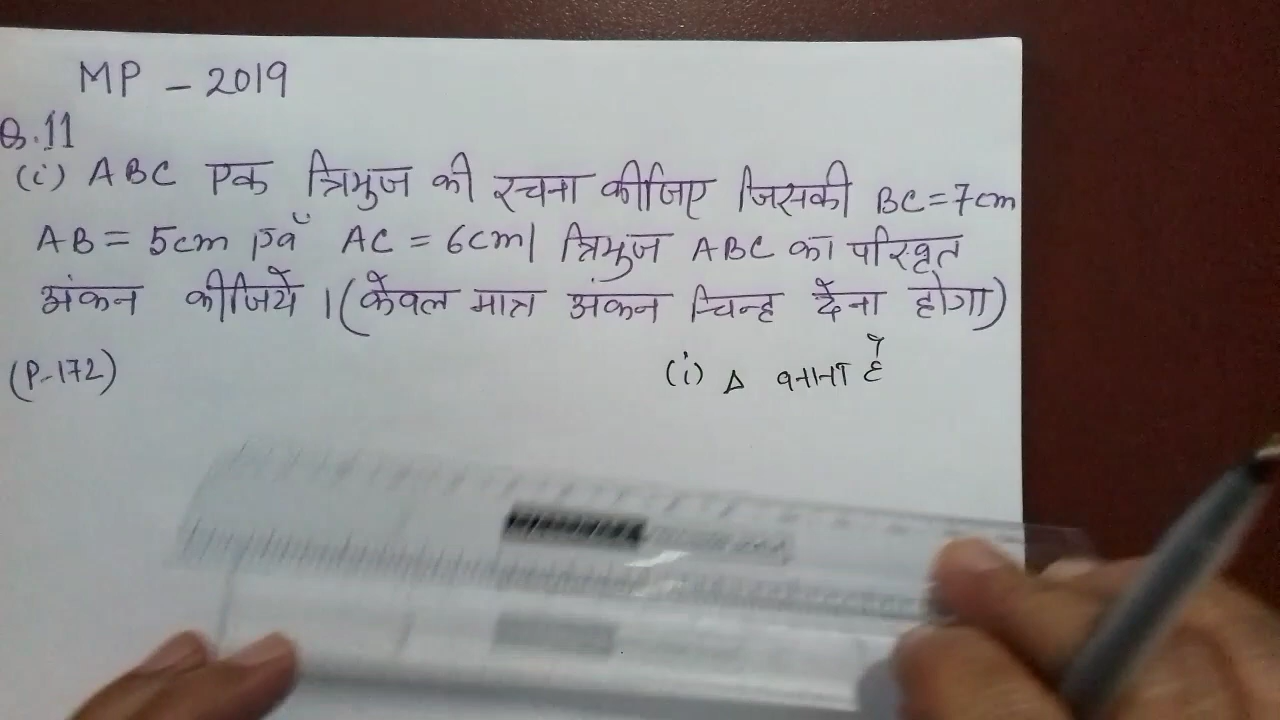 MP - 2019
Q.11
(i) ABC एक त्रिभुज की रचना कीजिए जिसकी BC = 7cm
AB = 5cm एवं AC = 6cm। त्रिभुज ABC का परिवृत
अंकन कीजिये। (केवल मात्र अंकन चिन्ह देना होगा)
(P-172)
(i) Δ बनाना है